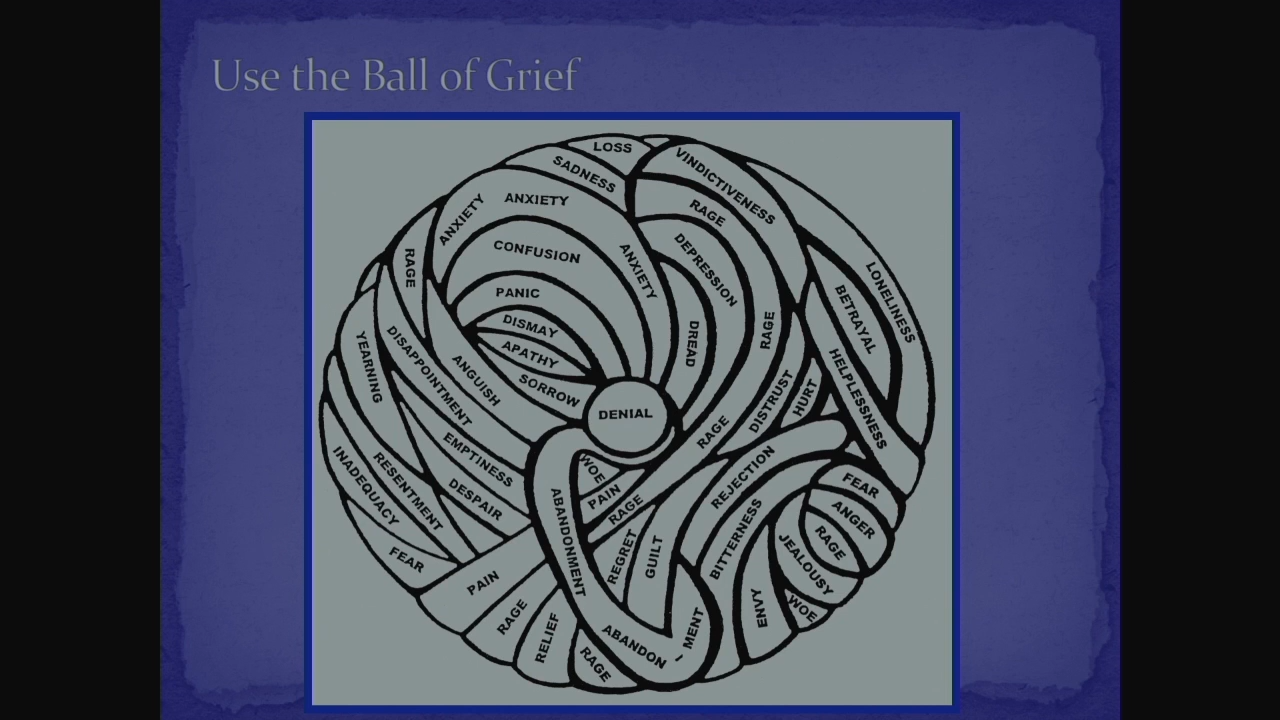 Use the Ball of Grief
LOSS
SADNESS
VINDICTIVENESS
ANXIETY
ANXIETY
ANXIETY
RAGE
RAGE
CONFUSION
DEPRESSION
LONELINESS
PANIC
BETRAYAL
DISMAY
DREAD
RAGE
APATHY
YEARNING
DISAPPOINTMENT
ANGUISH
SORROW
DENIAL
DISTRUST
HURT
HELPLESSNESS
RAGE
EMPTINESS
WOE
REJECTION
INADEQUACY
RESENTMENT
DESPAIR
PAIN
RAGE
FEAR
ANGER
RAGE
ABANDONMENT
BITTERNESS
JEALOUSY
FEAR
PAIN
REGRET
GUILT
ENVY
WOE
RAGE
RELIEF
RAGE
ABANDON
-
MENT